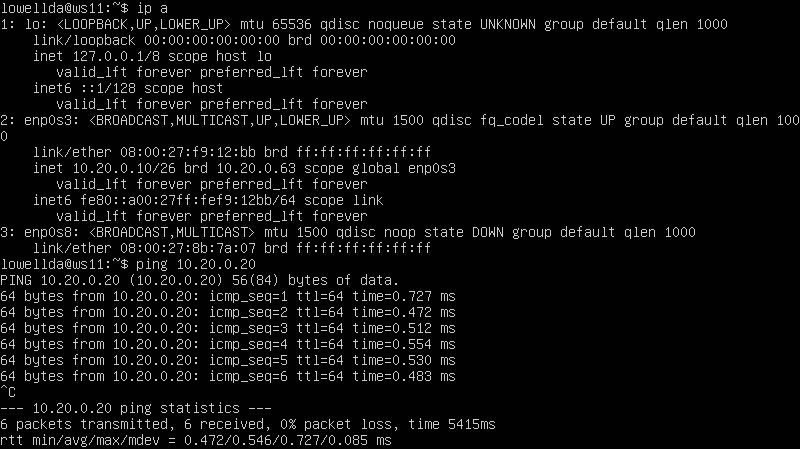 lowellda@ws11:~$ ip a
1: lo: <LOOPBACK,UP,LOWER_UP> mtu 65536 qdisc noqueue state UNKNOWN group default qlen 1000
    link/loopback 00:00:00:00:00:00 brd 00:00:00:00:00:00
    inet 127.0.0.1/8 scope host lo
       valid_lft forever preferred_lft forever
    inet6 ::1/128 scope host
       valid_lft forever preferred_lft forever
2: enp0s3: <BROADCAST,MULTICAST,UP,LOWER_UP> mtu 1500 qdisc fq_codel state UP group default qlen 100
0
    link/ether 08:00:27:f9:12:bb brd ff:ff:ff:ff:ff:ff
    inet 10.20.0.10/26 brd 10.20.0.63 scope global enp0s3
       valid_lft forever preferred_lft forever
    inet6 fe80::a00:27ff:fef9:12bb/64 scope link
       valid_lft forever preferred_lft forever
3: enp0s8: <BROADCAST,MULTICAST> mtu 1500 qdisc noop state DOWN group default qlen 1000
    link/ether 08:00:27:8b:7a:07 brd ff:ff:ff:ff:ff:ff
lowellda@ws11:~$ ping 10.20.0.20
PING 10.20.0.20 (10.20.0.20) 56(84) bytes of data.
64 bytes from 10.20.0.20: icmp_seq=1 ttl=64 time=0.727 ms
64 bytes from 10.20.0.20: icmp_seq=2 ttl=64 time=0.472 ms
64 bytes from 10.20.0.20: icmp_seq=3 ttl=64 time=0.512 ms
64 bytes from 10.20.0.20: icmp_seq=4 ttl=64 time=0.554 ms
64 bytes from 10.20.0.20: icmp_seq=5 ttl=64 time=0.530 ms
64 bytes from 10.20.0.20: icmp_seq=6 ttl=64 time=0.483 ms
^C
--- 10.20.0.20 ping statistics ---
6 packets transmitted, 6 received, 0% packet loss, time 5415ms
rtt min/avg/max/mdev = 0.472/0.546/0.727/0.085 ms